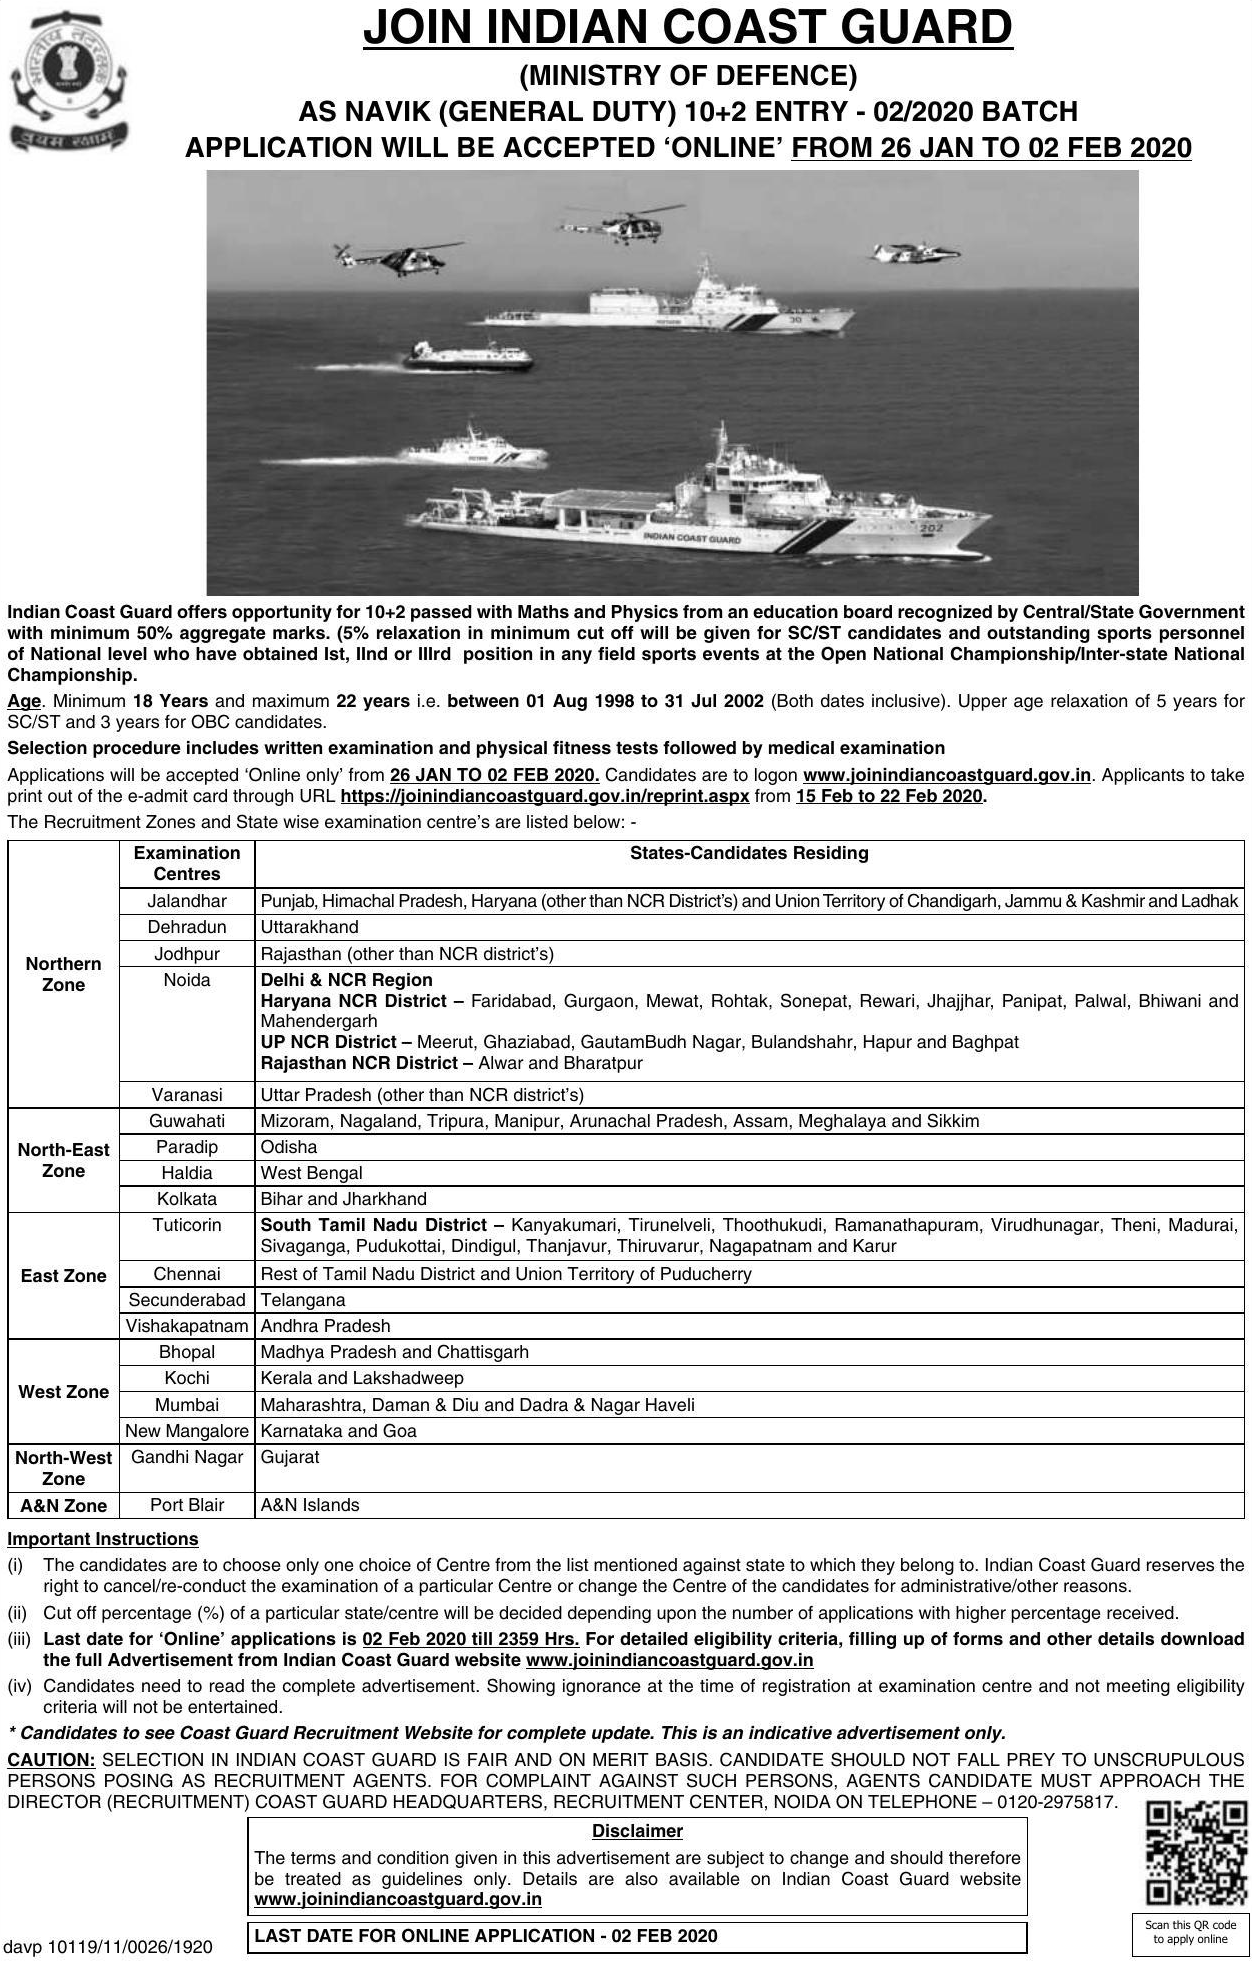 भारतीय तटरक्षक
वयम रक्षामः
JOIN INDIAN COAST GUARD
(MINISTRY OF DEFENCE)
AS NAVIK (GENERAL DUTY) 10+2 ENTRY - 02/2020 BATCH
APPLICATION WILL BE ACCEPTED ‘ONLINE’ FROM 26 JAN TO 02 FEB 2020
30
INDIAN COAST GUARD
202
Indian Coast Guard offers opportunity for 10+2 passed with Maths and Physics from an education board recognized by Central/State Government
with minimum 50% aggregate marks. (5% relaxation in minimum cut off will be given for SC/ST candidates and outstanding sports personnel
of National level who have obtained Ist, IInd or IIIrd position in any field sports events at the Open National Championship/Inter-state National
Championship.
Age. Minimum 18 Years and maximum 22 years i.e. between 01 Aug 1998 to 31 Jul 2002 (Both dates inclusive). Upper age relaxation of 5 years for
SC/ST and 3 years for OBC candidates.
Selection procedure includes written examination and physical fitness tests followed by medical examination
Applications will be accepted ‘Online only’ from 26 JAN TO 02 FEB 2020. Candidates are to logon www.joinindiancoastguard.gov.in. Applicants to take
print out of the e-admit card through URL https://joinindiancoastguard.gov.in/reprint.aspx from 15 Feb to 22 Feb 2020.
The Recruitment Zones and State wise examination centre’s are listed below: -
Examination Centres States-Candidates Residing
Northern Zone
Jalandhar Punjab, Himachal Pradesh, Haryana (other than NCR District’s) and Union Territory of Chandigarh, Jammu & Kashmir and Ladhak
Dehradun Uttarakhand
Jodhpur Rajasthan (other than NCR district’s)
Noida Delhi & NCR Region
Haryana NCR District – Faridabad, Gurgaon, Mewat, Rohtak, Sonepat, Rewari, Jhajjhar, Panipat, Palwal, Bhiwani and
Mahendergarh
UP NCR District – Meerut, Ghaziabad, GautamBudh Nagar, Bulandshahr, Hapur and Baghpat
Rajasthan NCR District – Alwar and Bharatpur
Varanasi Uttar Pradesh (other than NCR district’s)
North-East Zone
Guwahati Mizoram, Nagaland, Tripura, Manipur, Arunachal Pradesh, Assam, Meghalaya and Sikkim
Paradip Odisha
Haldia West Bengal
Kolkata Bihar and Jharkhand
East Zone
Tuticorin South Tamil Nadu District – Kanyakumari, Tirunelveli, Thoothukudi, Ramanathapuram, Virudhunagar, Theni, Madurai,
Sivaganga, Pudukottai, Dindigul, Thanjavur, Thiruvarur, Nagapatnam and Karur
Chennai Rest of Tamil Nadu District and Union Territory of Puducherry
Secunderabad Telangana
Vishakapatnam Andhra Pradesh
West Zone
Bhopal Madhya Pradesh and Chattisgarh
Kochi Kerala and Lakshadweep
Mumbai Maharashtra, Daman & Diu and Dadra & Nagar Haveli
New Mangalore Karnataka and Goa
North-West Zone
Gandhi Nagar Gujarat
A&N Zone Port Blair A&N Islands
Important Instructions
(i) The candidates are to choose only one choice of Centre from the list mentioned against state to which they belong to. Indian Coast Guard reserves the
right to cancel/re-conduct the examination of a particular Centre or change the Centre of the candidates for administrative/other reasons.
(ii) Cut off percentage (%) of a particular state/centre will be decided depending upon the number of applications with higher percentage received.
(iii) Last date for ‘Online’ applications is 02 Feb 2020 till 2359 Hrs. For detailed eligibility criteria, filling up of forms and other details download
the full Advertisement from Indian Coast Guard website www.joinindiancoastguard.gov.in
(iv) Candidates need to read the complete advertisement. Showing ignorance at the time of registration at examination centre and not meeting eligibility
criteria will not be entertained.
* Candidates to see Coast Guard Recruitment Website for complete update. This is an indicative advertisement only.
CAUTION: SELECTION IN INDIAN COAST GUARD IS FAIR AND ON MERIT BASIS. CANDIDATE SHOULD NOT FALL PREY TO UNSCRUPULOUS
PERSONS POSING AS RECRUITMENT AGENTS. FOR COMPLAINT AGAINST SUCH PERSONS, AGENTS CANDIDATE MUST APPROACH THE
DIRECTOR (RECRUITMENT) COAST GUARD HEADQUARTERS, RECRUITMENT CENTER, NOIDA ON TELEPHONE – 0120-2975817.
Disclaimer
The terms and condition given in this advertisement are subject to change and should therefore
be treated as guidelines only. Details are also available on Indian Coast Guard website
www.joinindiancoastguard.gov.in
LAST DATE FOR ONLINE APPLICATION - 02 FEB 2020
davp 10119/11/0026/1920
Scan this QR code
to apply online